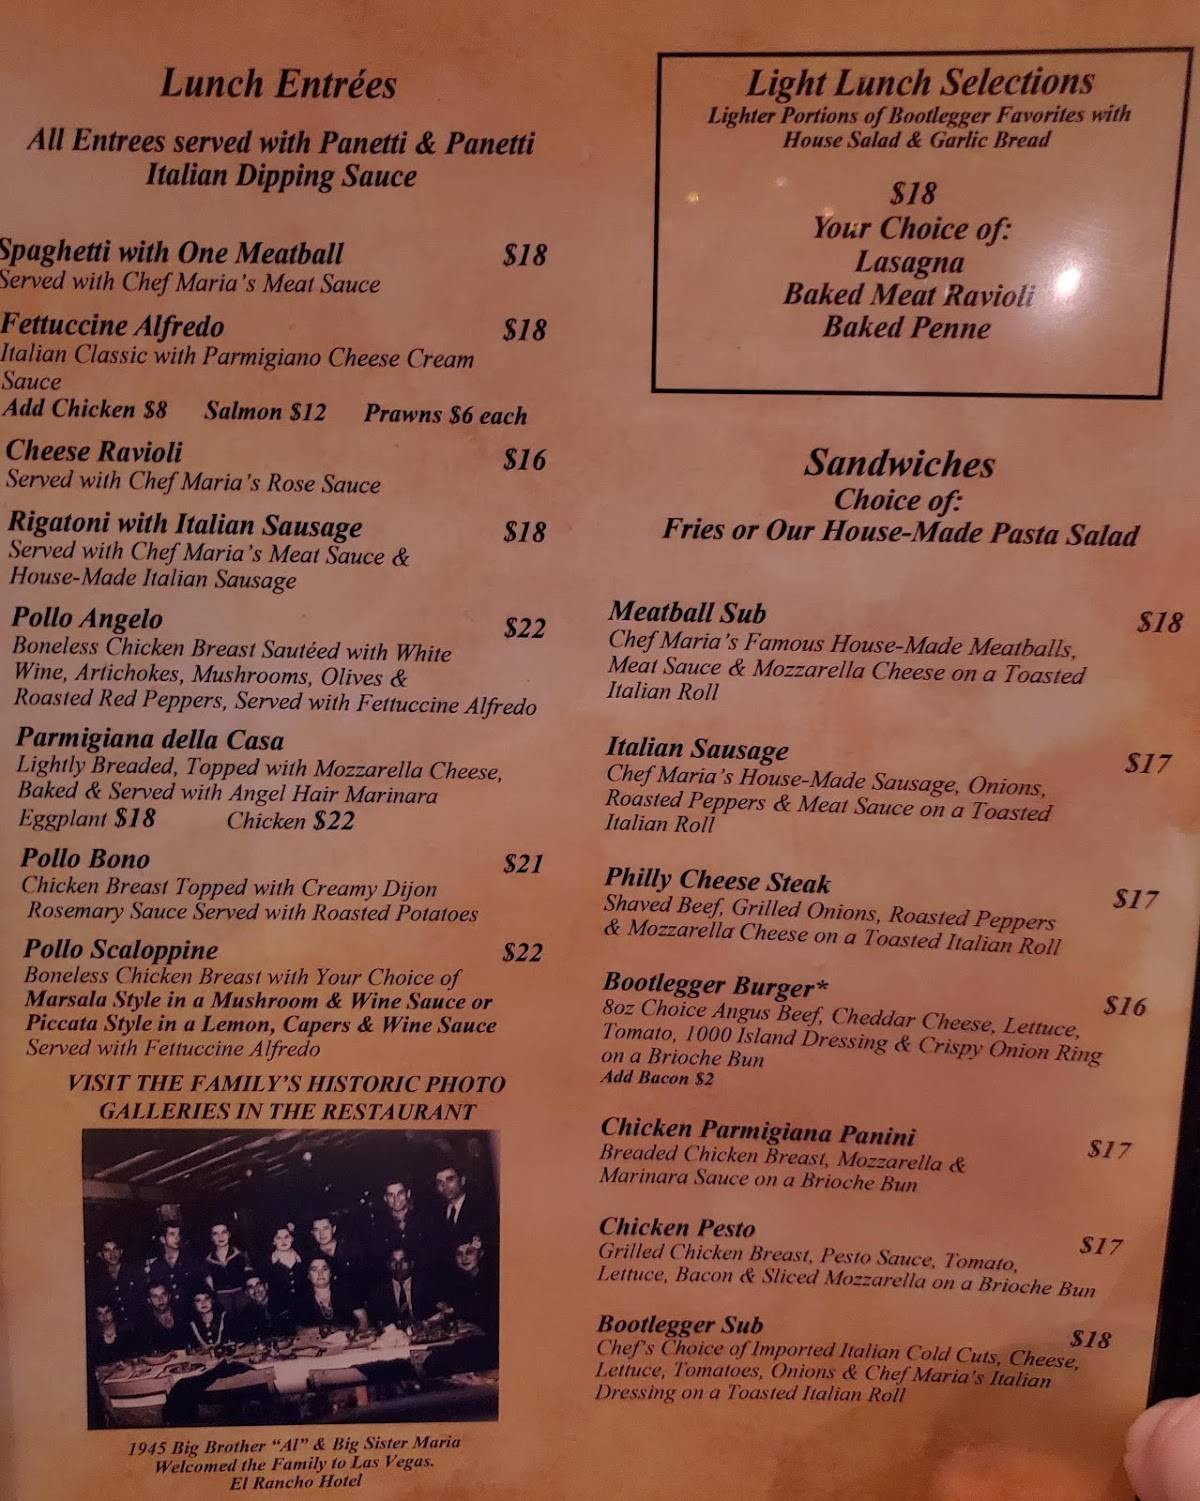 Lunch Entrées
All Entrees served with Panetti & Panetti
Italian Dipping Sauce
Spaghetti with One Meatball $18
Served with Chef Maria's Meat Sauce
Fettuccine Alfredo $18
Italian Classic with Parmigiano Cheese Cream
Sauce
Add Chicken $8 Salmon $12 Prawns $6 each
Cheese Ravioli $16
Served with Chef Maria's Rose Sauce
Rigatoni with Italian Sausage $18
Served with Chef Maria's Meat Sauce &
House-Made Italian Sausage
Pollo Angelo $22
Boneless Chicken Breast Sautéed with White
Wine, Artichokes, Mushrooms, Olives &
Roasted Red Peppers, Served with Fettuccine Alfredo
Parmigiana della Casa
Lightly Breaded, Topped with Mozzarella Cheese,
Baked & Served with Angel Hair Marinara
Eggplant $18 Chicken $22
Pollo Bono $21
Chicken Breast Topped with Creamy Dijon
Rosemary Sauce Served with Roasted Potatoes
Pollo Scaloppine $22
Boneless Chicken Breast with Your Choice of
Marsala Style in a Mushroom & Wine Sauce or
Piccata Style in a Lemon, Capers & Wine Sauce
Served with Fettuccine Alfredo
VISIT THE FAMILY'S HISTORIC PHOTO
GALLERIES IN THE RESTAURANT
1945 Big Brother "Al" & Big Sister Maria
Welcomed the Family to Las Vegas.
El Rancho Hotel
Light Lunch Selections
Lighter Portions of Bootlegger Favorites with
House Salad & Garlic Bread
$18
Your Choice of:
Lasagna
Baked Meat Ravioli
Baked Penne
Sandwiches
Choice of:
Fries or Our House-Made Pasta Salad
Meatball Sub $18
Chef Maria's Famous House-Made Meatballs,
Meat Sauce & Mozzarella Cheese on a Toasted
Italian Roll
Italian Sausage $17
Chef Maria's House-Made Sausage, Onions,
Roasted Peppers & Meat Sauce on a Toasted
Italian Roll
Philly Cheese Steak $17
Shaved Beef, Grilled Onions, Roasted Peppers
& Mozzarella Cheese on a Toasted Italian Roll
Bootlegger Burger* $16
8oz Choice Angus Beef, Cheddar Cheese, Lettuce,
Tomato, 1000 Island Dressing & Crispy Onion Ring
on a Brioche Bun
Add Bacon $2
Chicken Parmigiana Panini $17
Breaded Chicken Breast, Mozzarella &
Marinara Sauce on a Brioche Bun
Chicken Pesto $17
Grilled Chicken Breast, Pesto Sauce, Tomato,
Lettuce, Bacon & Sliced Mozzarella on a Brioche Bun
Bootlegger Sub $18
Chef's Choice of Imported Italian Cold Cuts, Cheese,
Lettuce, Tomatoes, Onions & Chef Maria's Italian
Dressing on a Toasted Italian Roll